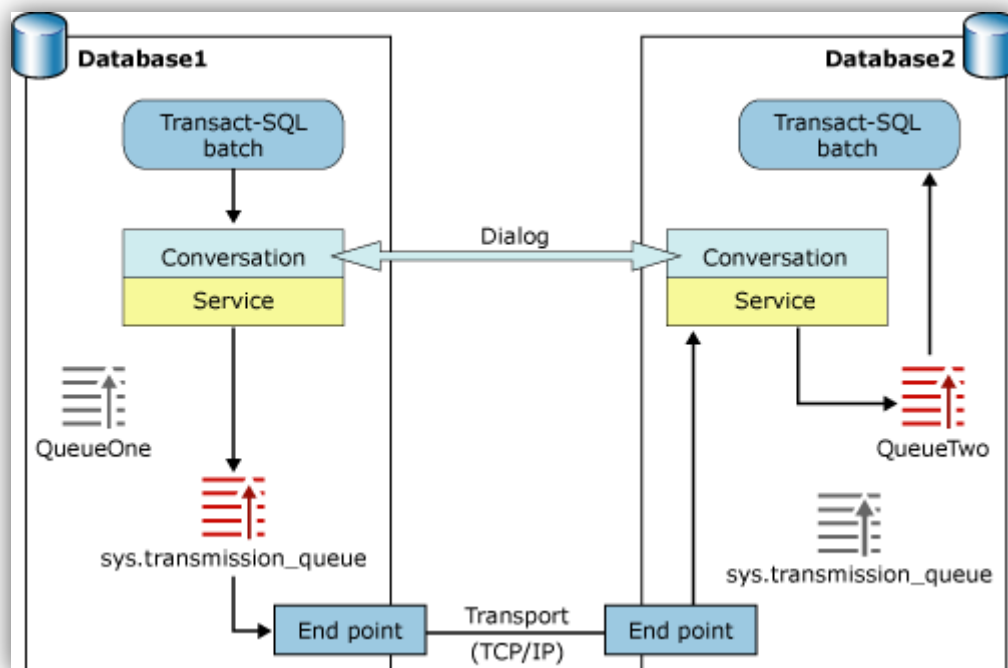 Database1
Transact-SQL
batch
Conversation
Service
QueueOne
sys.transmission_queue
End point
Dialog
Transport
(TCP/IP)
Database2
Transact-SQL
batch
Conversation
Service
QueueTwo
sys.transmission_queue
End point